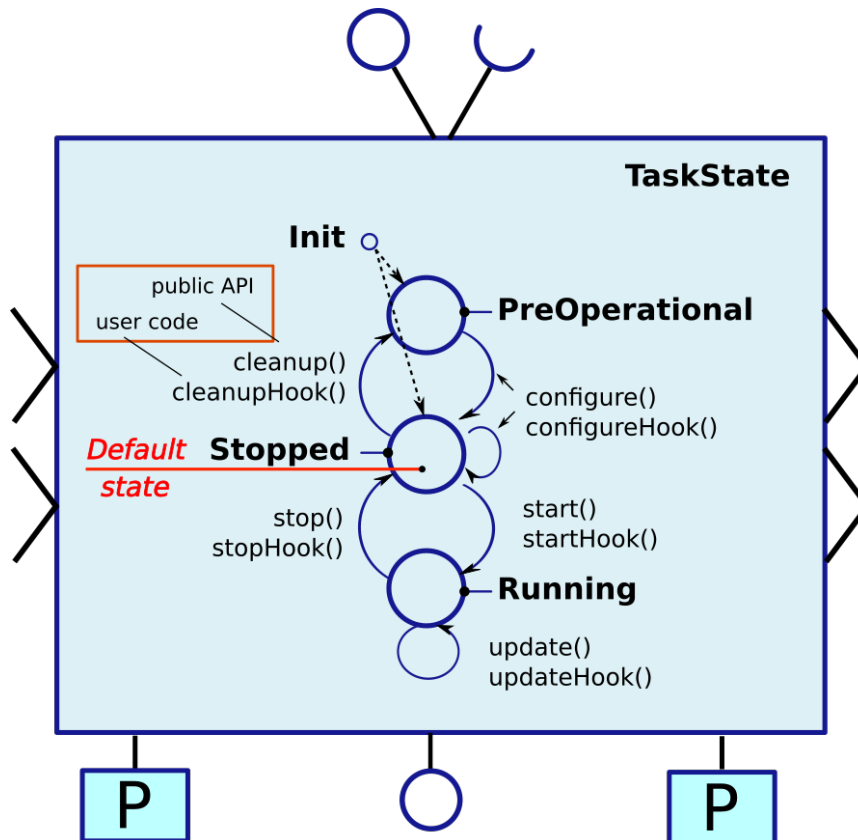 TaskState
Init
public API
user code
PreOperational
cleanup()
cleanupHook()
configure()
configureHook()
Default
state
Stopped
stop()
stopHook()
start()
startHook()
Running
update()
updateHook()
P
P